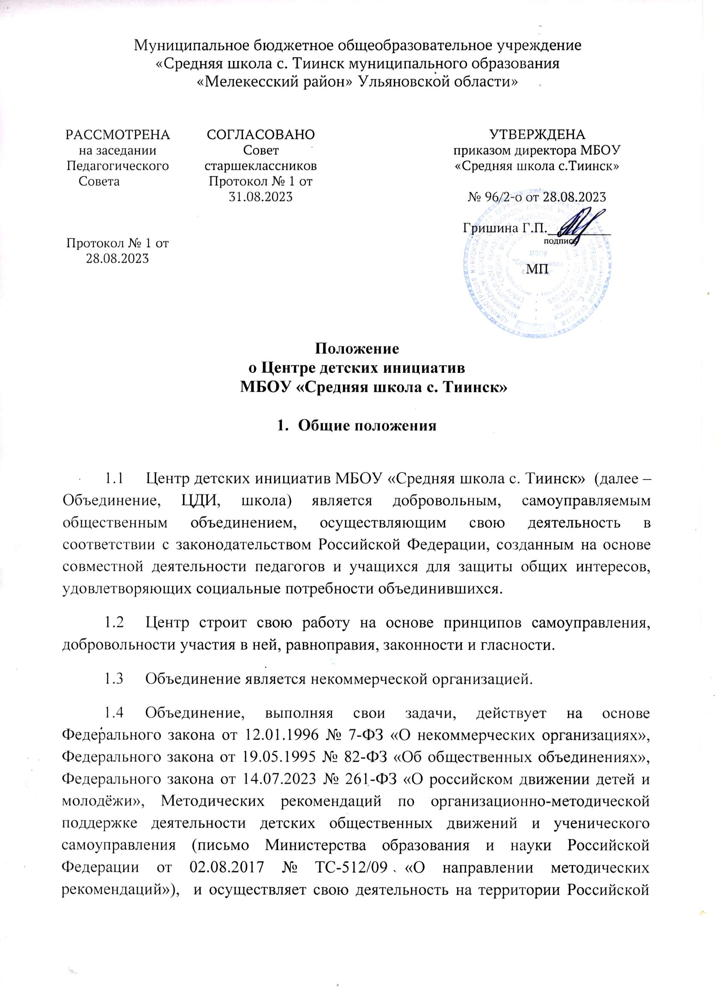 Муниципальное бюджетное общеобразовательное учреждение
«Средняя школа с. Тиинск муниципального образования
«Мелекесский район» Ульяновской области»
РАССМОТРЕНА
на заседании
Педагогического
Совета
Протокол № 1 от
28.08.2023
СОГЛАСОВАНО
Совет
старшеклассников
Протокол № 1 от
31.08.2023
УТВЕРЖДЕНА
приказом директора МБОУ
«Средняя школа с.Тиинск»
№ 96/2-о от 28.08.2023
Гришина Г.П.
подпись
МП
МБОУ
"Средняя школа
Положение
о Центре детских инициатив
МБОУ «Средняя школа с. Тиинск»
1. Общие положения
1.1 Центр детских инициатив МБОУ «Средняя школа с. Тиинск» (далее –
Объединение, ЦДИ, школа) является добровольным, самоуправляемым
общественным объединением, осуществляющим свою деятельность в
соответствии с законодательством Российской Федерации, созданным на основе
совместной деятельности педагогов и учащихся для защиты общих интересов,
удовлетворяющих социальные потребности объединившихся.
1.2 Центр строит свою работу на основе принципов самоуправления,
добровольности участия в ней, равноправия, законности и гласности.
1.3 Объединение является некоммерческой организацией.
1.4 Объединение, выполняя свои задачи, действует на основе
Федерального закона от 12.01.1996 № 7-ФЗ «О некоммерческих организациях»,
Федерального закона от 19.05.1995 № 82-ФЗ «Об общественных объединениях»,
Федерального закона от 14.07.2023 № 261-ФЗ «О российском движении детей и
молодёжи», Методических рекомендаций по организационно-методической
поддержке деятельности детских общественных движений и ученического
самоуправления (письмо Министерства образования и науки Российской
Федерации от 02.08.2017 № ТС-512/09 «О направлении методических
рекомендаций»), и осуществляет свою деятельность на территории Российской